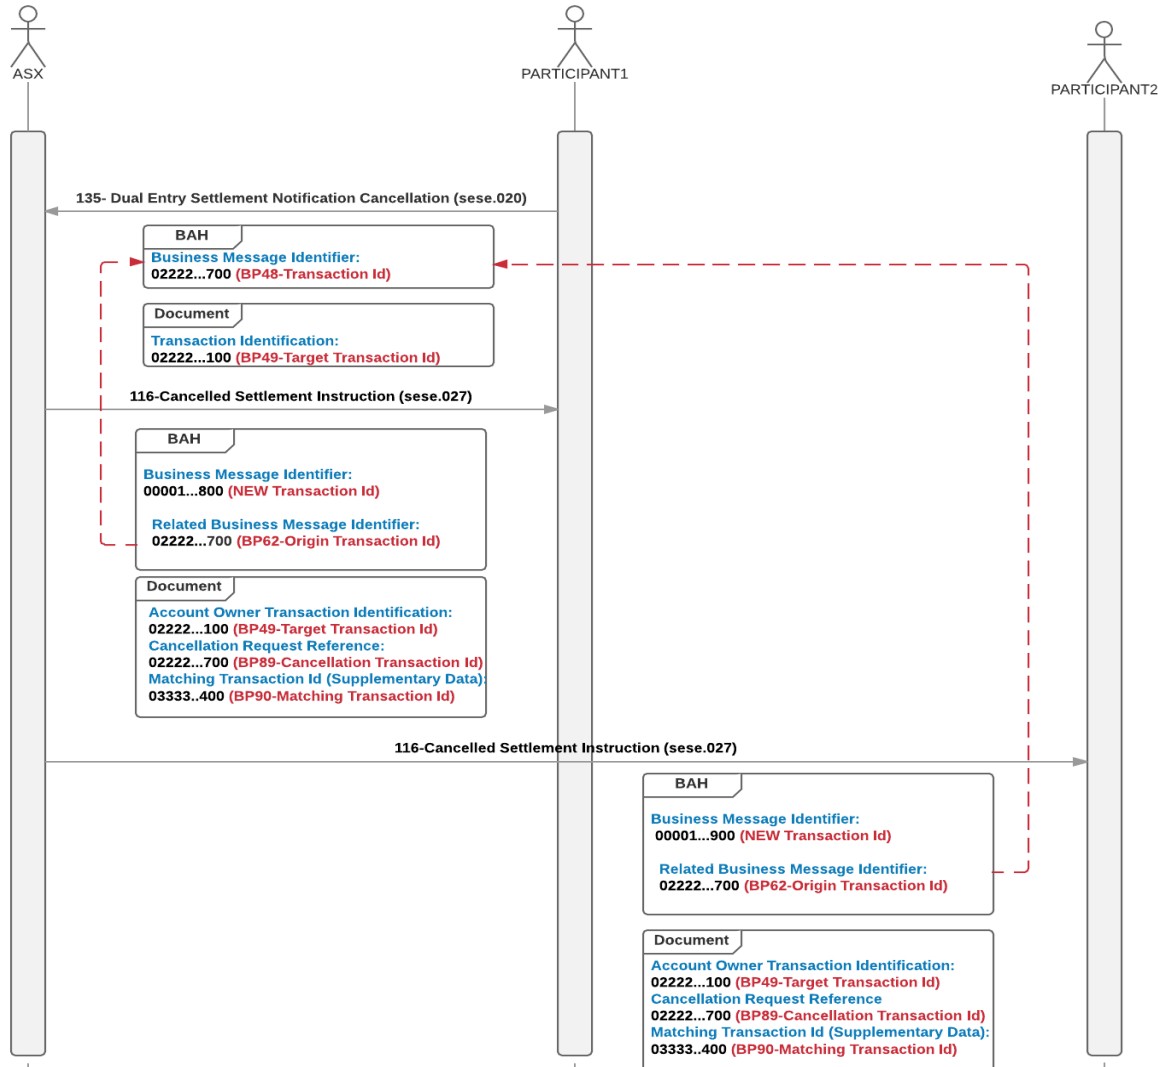 ASX
PARTICIPANT1
PARTICIPANT2
135- Dual Entry Settlement Notification Cancellation (sese.020)
BAH
Business Message Identifier:
02222...700 (BP48-Transaction Id)
Document
Transaction Identification:
02222...100 (BP49-Target Transaction Id)
116-Cancelled Settlement Instruction (sese.027)
BAH
Business Message Identifier:
00001...800 (NEW Transaction Id)
Related Business Message Identifier:
02222...700 (BP62-Origin Transaction Id)
Document
Account Owner Transaction Identification:
02222...100 (BP49-Target Transaction Id)
Cancellation Request Reference:
02222...700 (BP89-Cancellation Transaction Id)
Matching Transaction Id (Supplementary Data):
03333..400 (BP90-Matching Transaction Id)
116-Cancelled Settlement Instruction (sese.027)
BAH
Business Message Identifier:
00001...900 (NEW Transaction Id)
Related Business Message Identifier:
02222...700 (BP62-Origin Transaction Id)
Document
Account Owner Transaction Identification:
02222...100 (BP49-Target Transaction Id)
Cancellation Request Reference
02222...700 (BP89-Cancellation Transaction Id)
Matching Transaction Id (Supplementary Data):
03333..400 (BP90-Matching Transaction Id)